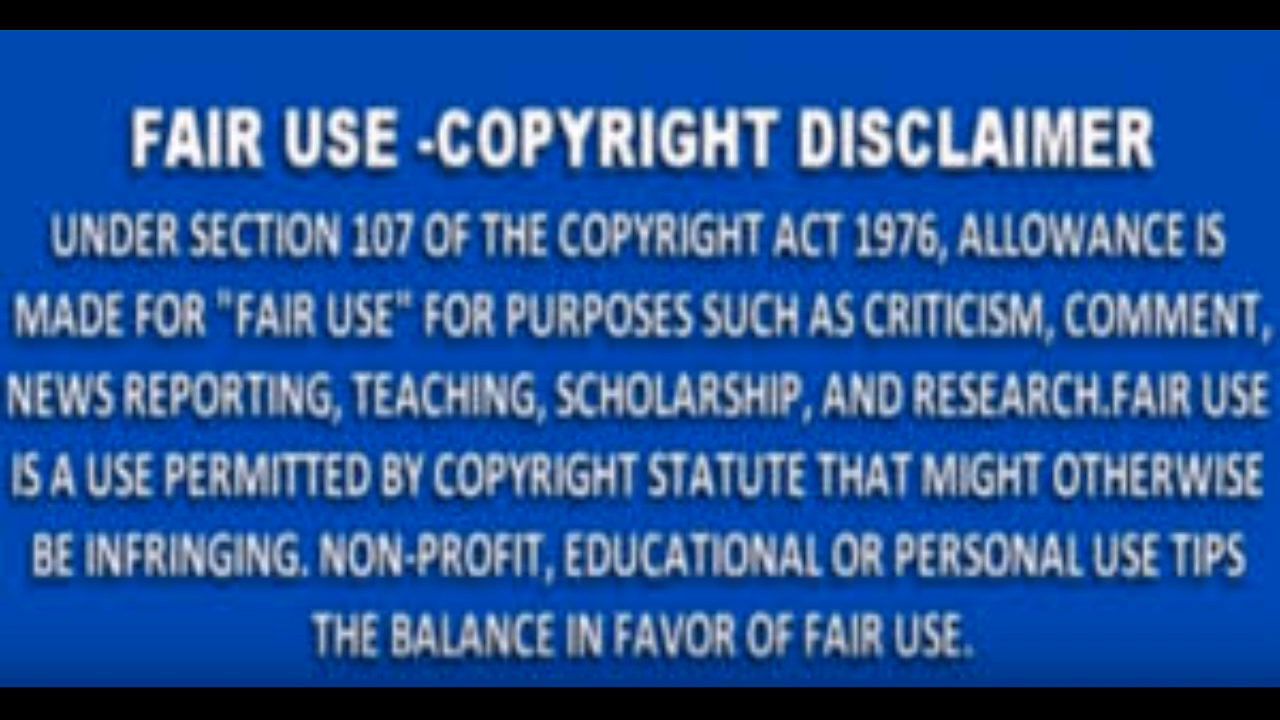 FAIR USE -COPYRIGHT DISCLAIMER
UNDER SECTION 107 OF THE COPYRIGHT ACT 1976, ALLOWANCE IS
MADE FOR "FAIR USE" FOR PURPOSES SUCH AS CRITICISM, COMMENT,
NEWS REPORTING, TEACHING, SCHOLARSHIP, AND RESEARCH.FAIR USE
IS A USE PERMITTED BY COPYRIGHT STATUTE THAT MIGHT OTHERWISE
BE INFRINGING. NON-PROFIT, EDUCATIONAL OR PERSONAL USE TIPS
THE BALANCE IN FAVOR OF FAIR USE.